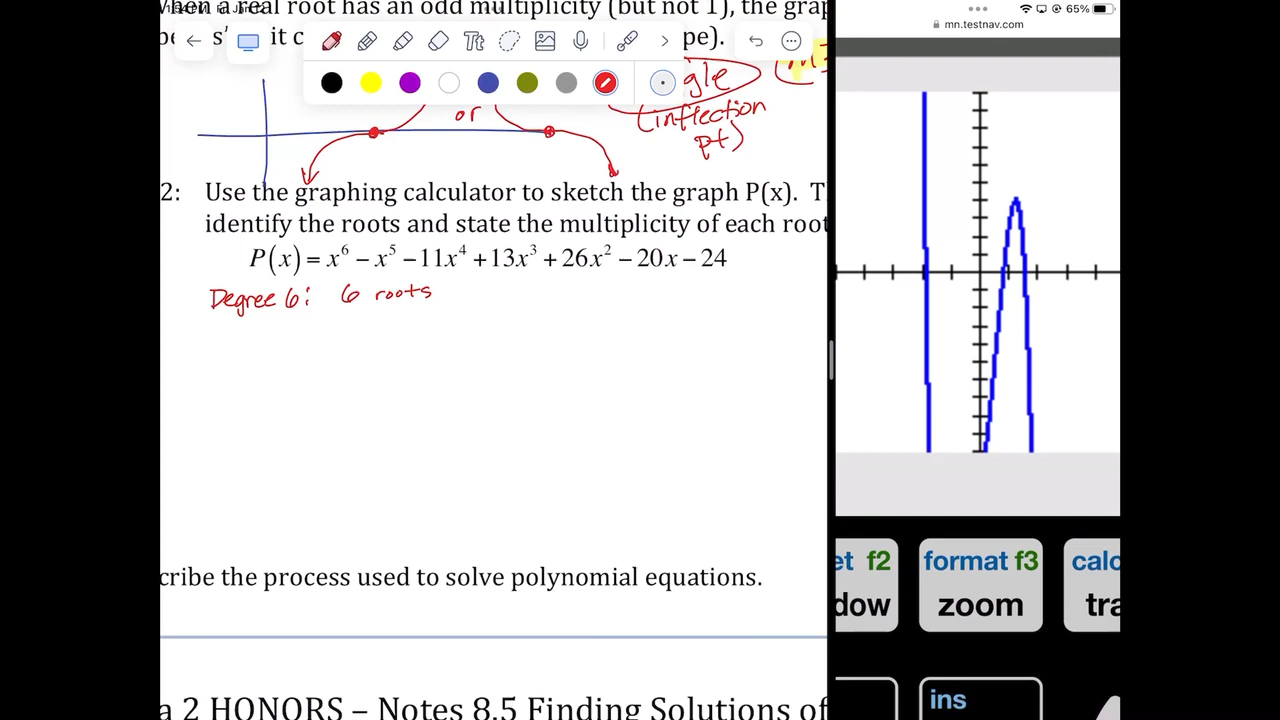 a real root has an odd multiplicity (but not 1), the grap
65%
mn.testnav.com
it c
pe).
Tt
gle
or
(inflection
pt)
2: Use the graphing calculator to sketch the graph P(x). T
identify the roots and state the multiplicity of each root
P(x) = x⁶ − x⁵ − 11x⁴ + 13x³ + 26x² − 20x − 24
Degree 6: 6 roots
et f2 format f3 calc
dow zoom tra
cribe the process used to solve polynomial equations.
ins
a 2 HONORS – Notes 8.5 Finding Solutions of